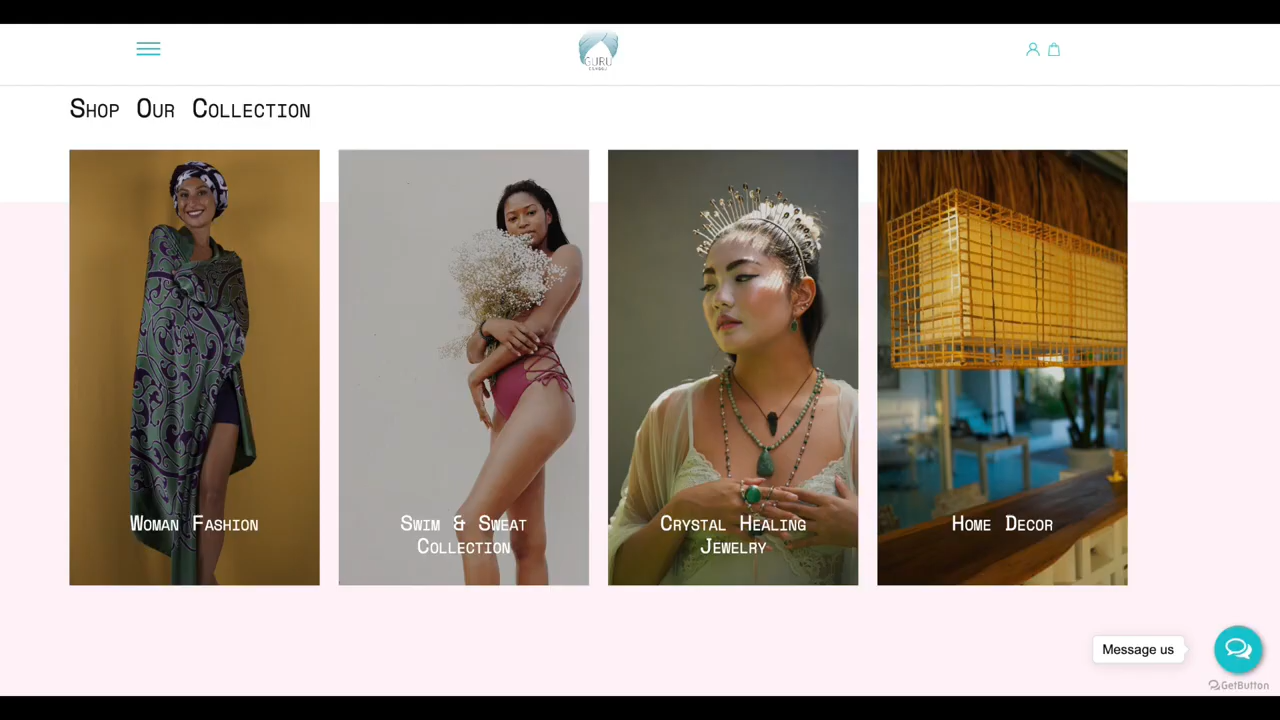 GURU
Shop Our Collection
Woman Fashion
Swim & Sweat
Collection
Crystal Healing
Jewelry
Home Decor
Message us
GetButton